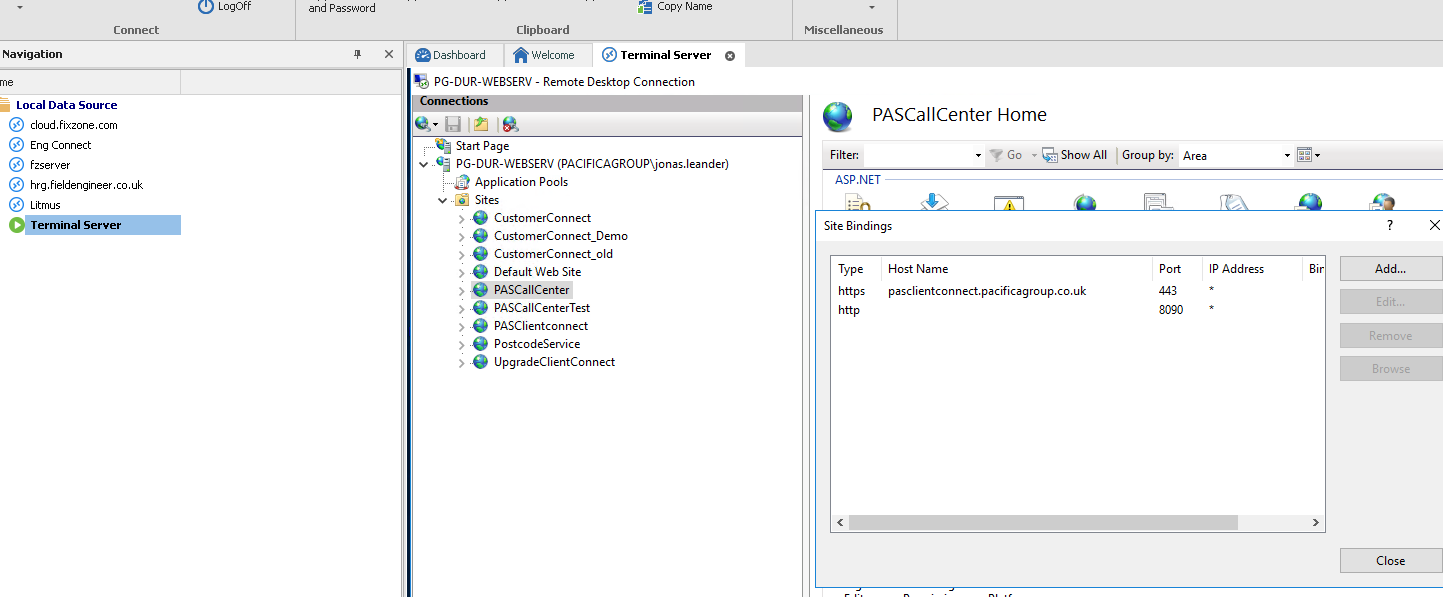 LogOff
and Password
Copy Name
Connect
Clipboard
Miscellaneous
Navigation
Dashboard
Welcome
Terminal Server
PG-DUR-WEBSERV - Remote Desktop Connection
me
Local Data Source
cloud.fixzone.com
Eng Connect
fzserver
hrg.fieldengineer.co.uk
Litmus
Terminal Server
Connections
Start Page
PG-DUR-WEBSERV (PACIFICAGROUP\jonas.leander)
Application Pools
Sites
CustomerConnect
CustomerConnect_Demo
CustomerConnect_old
Default Web Site
PASCallCenter
PASCallCenterTest
PASClientconnect
PostcodeService
UpgradeClientConnect
PASCallCenter Home
Filter: Go Show All Group by: Area
ASP.NET
Site Bindings ?
Type Host Name Port IP Address Bir
https pasclientconnect.pacificagroup.co.uk 443 *
http 8090 *
Add...
Edit...
Remove
Browse
Close